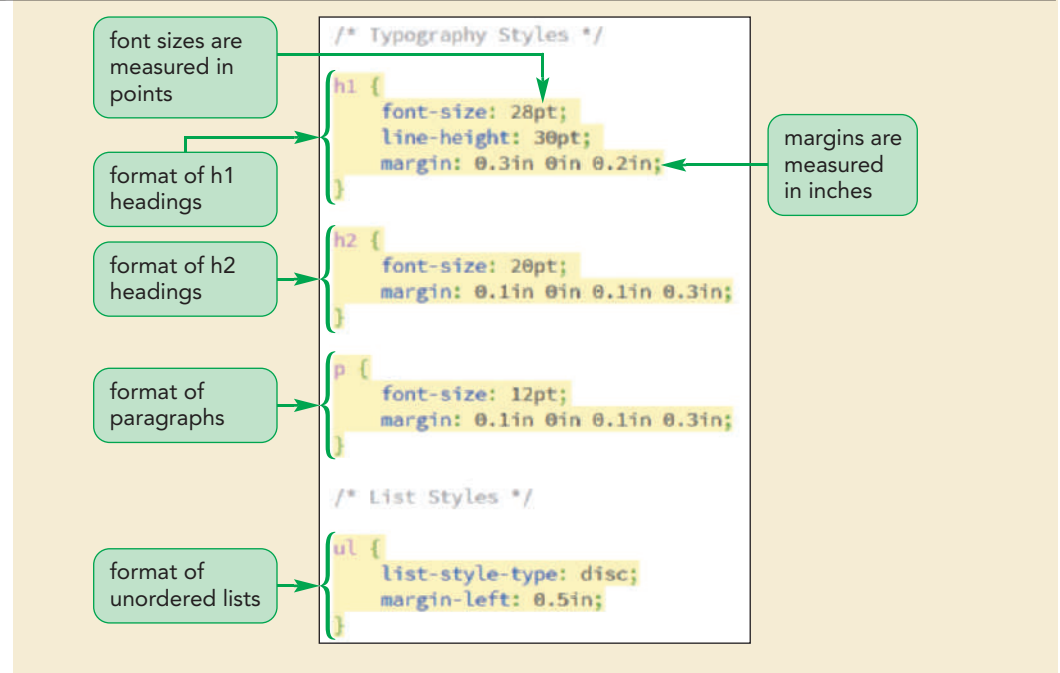 font sizes are
measured in
points
format of h1
headings
format of h2
headings
format of
paragraphs
format of
unordered lists
/* Typography Styles */
h1 {
font-size: 28pt;
line-height: 30pt;
margin: 0.3in 0in 0.2in;
}
h2 {
font-size: 20pt;
margin: 0.1in 0in 0.1in 0.3in;
}
p {
font-size: 12pt;
margin: 0.1in 0in 0.1in 0.3in;
}
/* List Styles */
ul {
list-style-type: disc;
margin-left: 0.5in;
}
margins are
measured
in inches